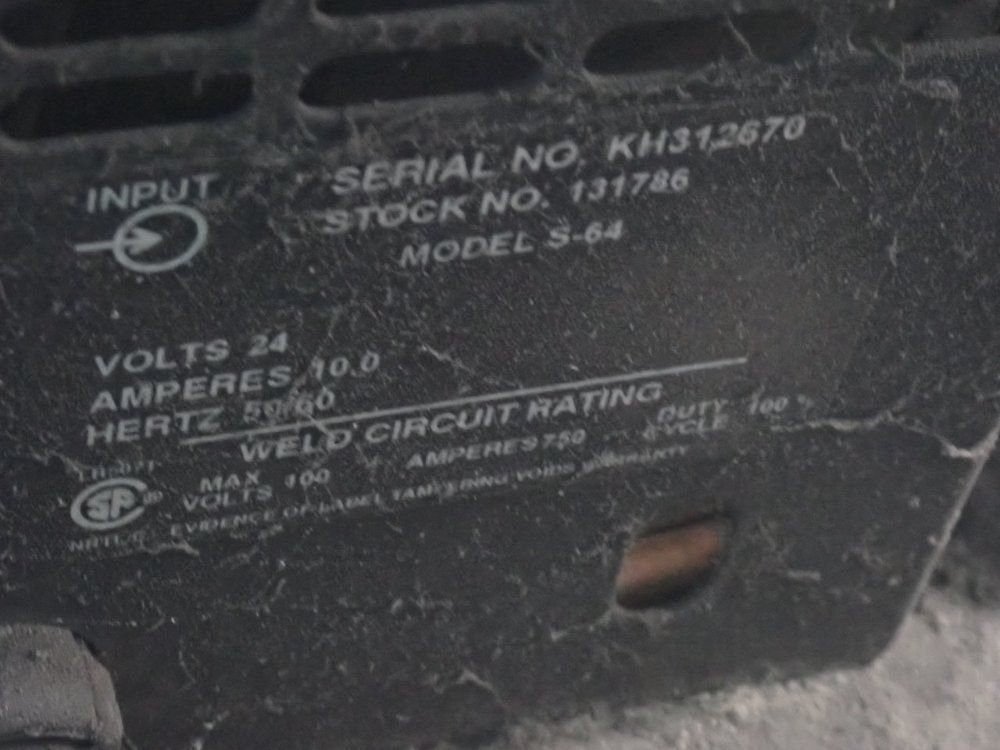 SERIAL NO. KH312670
INPUT
STOCK NO. 131786
MODEL S-64
VOLTS 24
AMPERES 10.0
HERTZ 50/60
WELD CIRCUIT RATING
MAX VOLTS 100 AMPERES 750 DUTY CYCLE 100
EVIDENCE OF LABEL TAMPERING VOIDS WARRANTY
NRTL/C